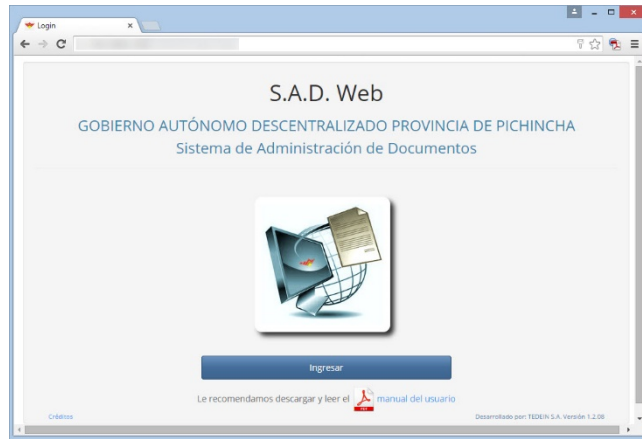 Login
S.A.D. Web
GOBIERNO AUTÓNOMO DESCENTRALIZADO PROVINCIA DE PICHINCHA
Sistema de Administración de Documentos
Ingresar
Le recomendamos descargar y leer el manual del usuario
Créditos
Desarrollado por: TEDEIN S.A. Versión 1.2.08